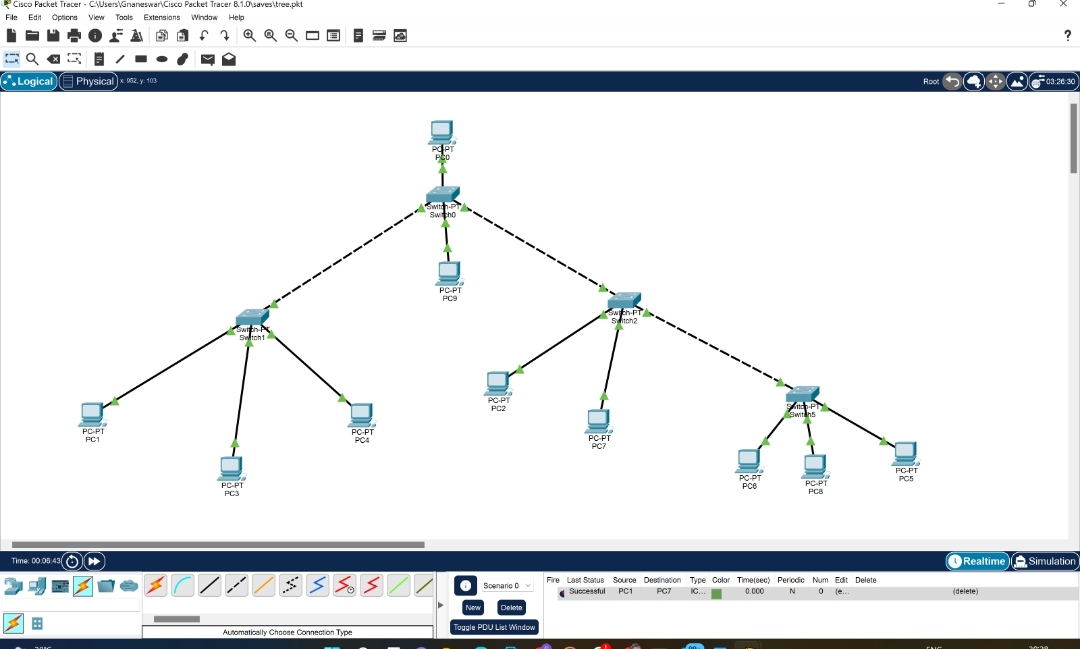 Cisco Packet Tracer - C:\Users\Gnaneswar\Cisco Packet Tracer 8.1.0\saves\tree.pkt
File Edit Options View Tools Extensions Window Help
?
Logical Physical x: 952, y: 103 Root 03:26:30
PC-PT
PC0
Switch-PT
Switch0
PC-PT
PC9
Switch-PT
Switch2
Switch-PT
Switch1
PC-PT
PC2
Switch-PT
Switch5
PC-PT
PC1
PC-PT
PC4
PC-PT
PC7
PC-PT
PC3
PC-PT
PC6
PC-PT
PC8
PC-PT
PC5
Time: 00:06:43 Realtime Simulation
Scenario 0
New Delete
Toggle PDU List Window
Fire Last Status Source Destination Type Color Time(sec) Periodic Num Edit Delete
Successful PC1 PC7 IC... 0.000 N 0 (e... (delete)
Automatically Choose Connection Type